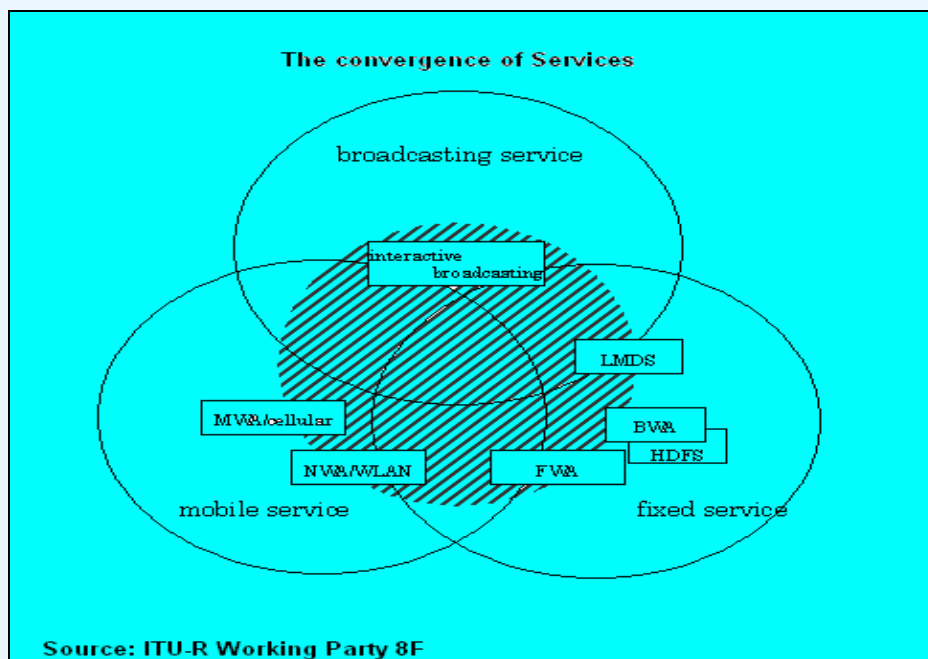 The convergence of Services
broadcasting service
interactive
broadcasting
LMDS
MWA/cellular
BWA
HDFS
NWA/WLAN
FWA
mobile service
fixed service
Source: ITU-R Working Party 8F